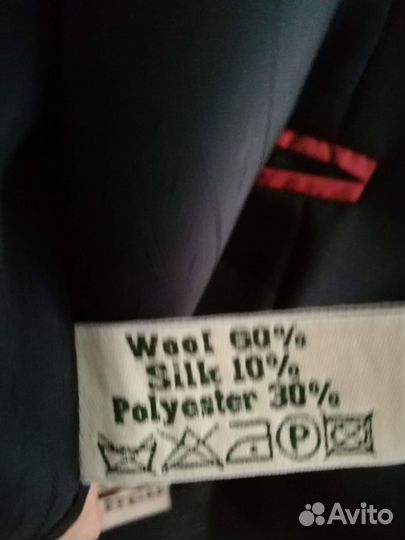 Wool 60%
Silk 10%
Polyester 30%
P
Avito